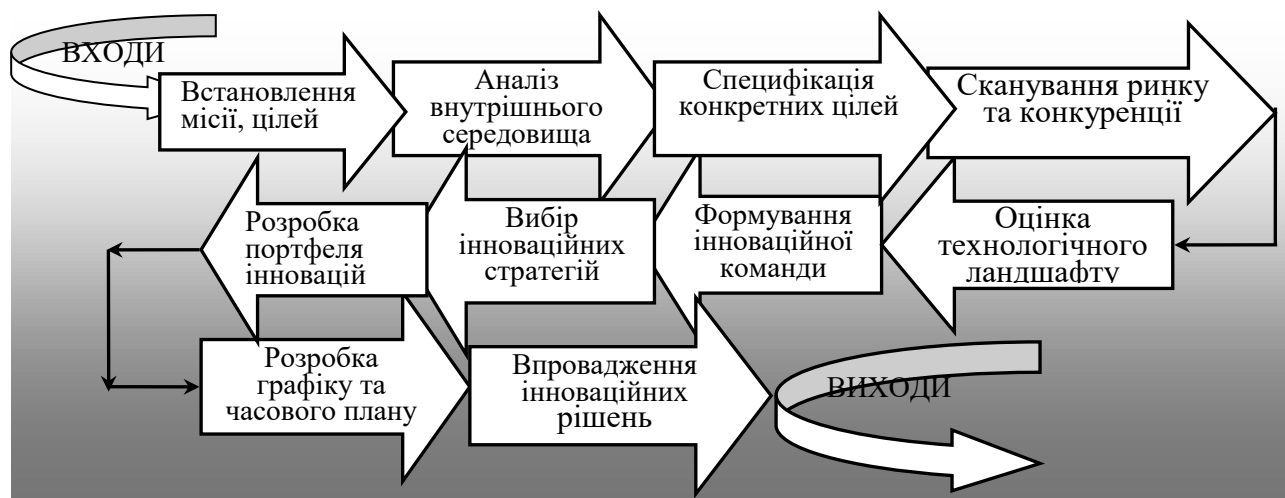 ВХОДИ
Встановлення
місії, цілей
Аналіз
внутрішнього
середовища
Специфікація
конкретних цілей
Сканування ринку
та конкуренції
Оцінка
технологічного
ландшафту
Формування
інноваційної
команди
Вибір
інноваційних
стратегій
Розробка
портфеля
інновацій
Розробка
графіку та
часового плану
Впровадження
інноваційних
рішень
ВИХОДИ